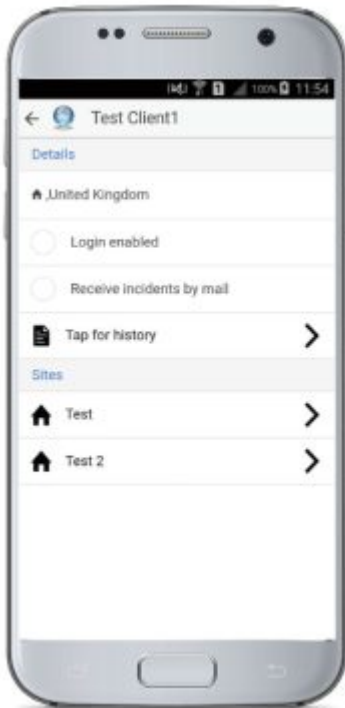 100% 11:54
Test Client1
Details
,United Kingdom
Login enabled
Receive incidents by mail
Tap for history
Sites
Test
Test 2